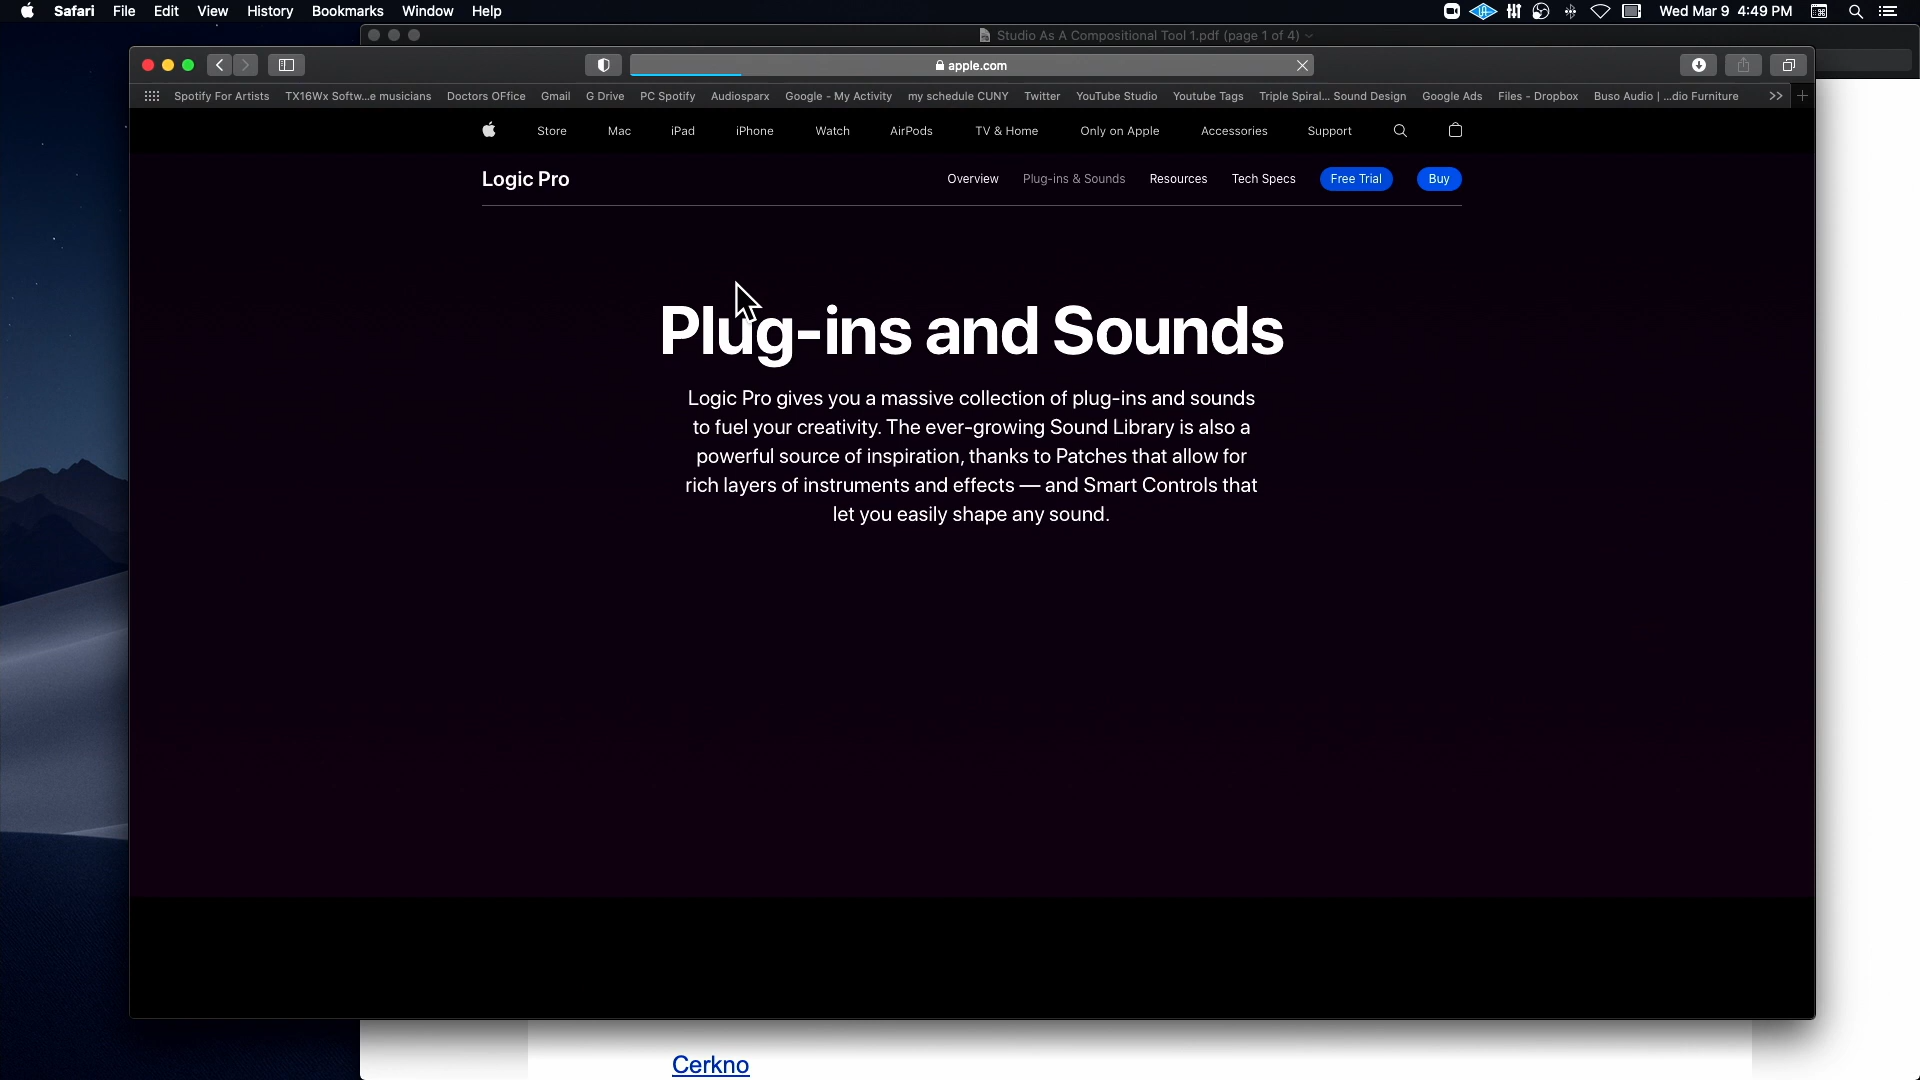 Safari File Edit View History Bookmarks Window Help Wed Mar 9 4:49 PM
Studio As A Compositional Tool 1.pdf (page 1 of 4)
apple.com
Spotify For Artists TX16Wx Softw...e musicians Doctors OFfice Gmail G Drive PC Spotify Audiosparx Google - My Activity my schedule CUNY Twitter YouTube Studio Youtube Tags Triple Spiral... Sound Design Google Ads Files - Dropbox Buso Audio | ...dio Furniture
Store Mac iPad iPhone Watch AirPods TV & Home Only on Apple Accessories Support
Logic Pro Overview Plug-ins & Sounds Resources Tech Specs Free Trial Buy
Plug-ins and Sounds
Logic Pro gives you a massive collection of plug-ins and sounds
to fuel your creativity. The ever-growing Sound Library is also a
powerful source of inspiration, thanks to Patches that allow for
rich layers of instruments and effects — and Smart Controls that
let you easily shape any sound.
Cerkno